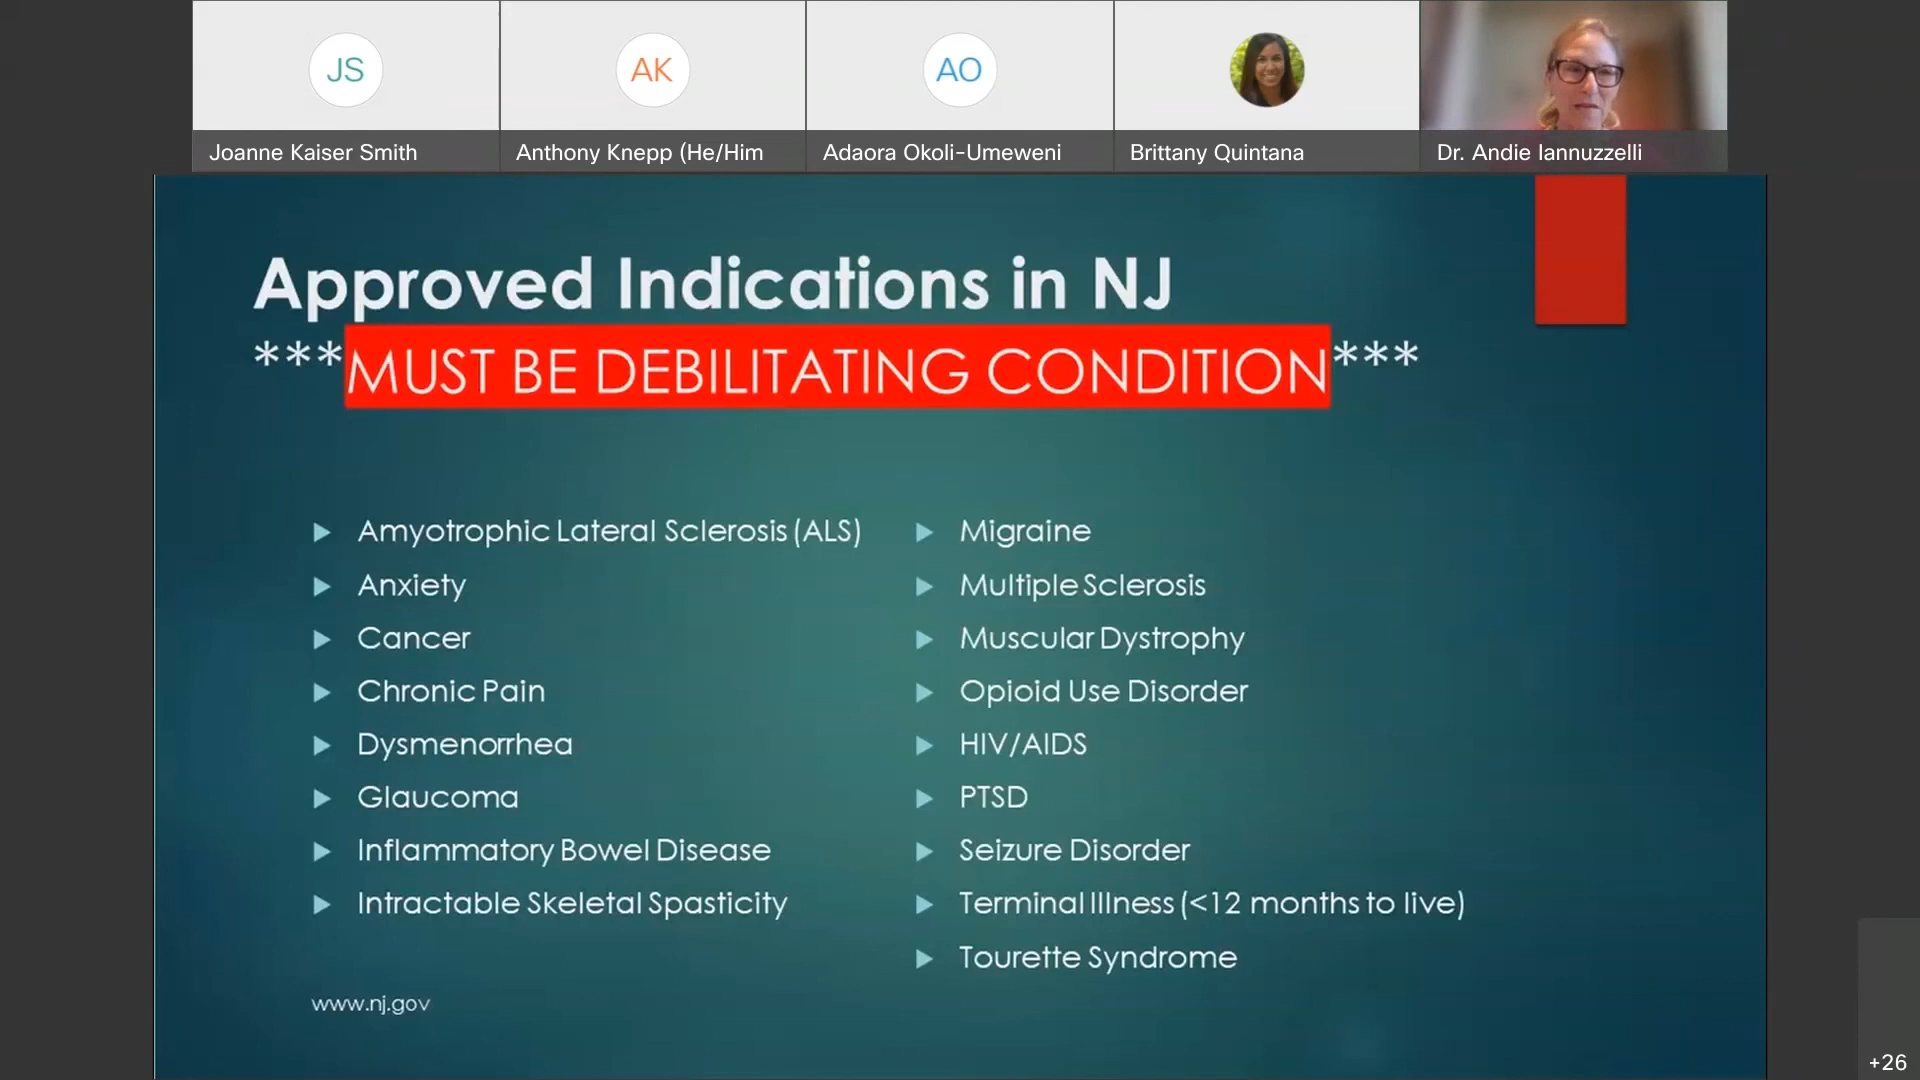 JS
AK
AO
Joanne Kaiser Smith
Anthony Knepp (He/Him
Adaora Okoli-Umeweni
Brittany Quintana
Dr. Andie Iannuzzelli
Approved Indications in NJ
***MUST BE DEBILITATING CONDITION***
Amyotrophic Lateral Sclerosis (ALS)
Anxiety
Cancer
Chronic Pain
Dysmenorrhea
Glaucoma
Inflammatory Bowel Disease
Intractable Skeletal Spasticity
Migraine
Multiple Sclerosis
Muscular Dystrophy
Opioid Use Disorder
HIV/AIDS
PTSD
Seizure Disorder
Terminal Illness (<12 months to live)
Tourette Syndrome
www.nj.gov
+26